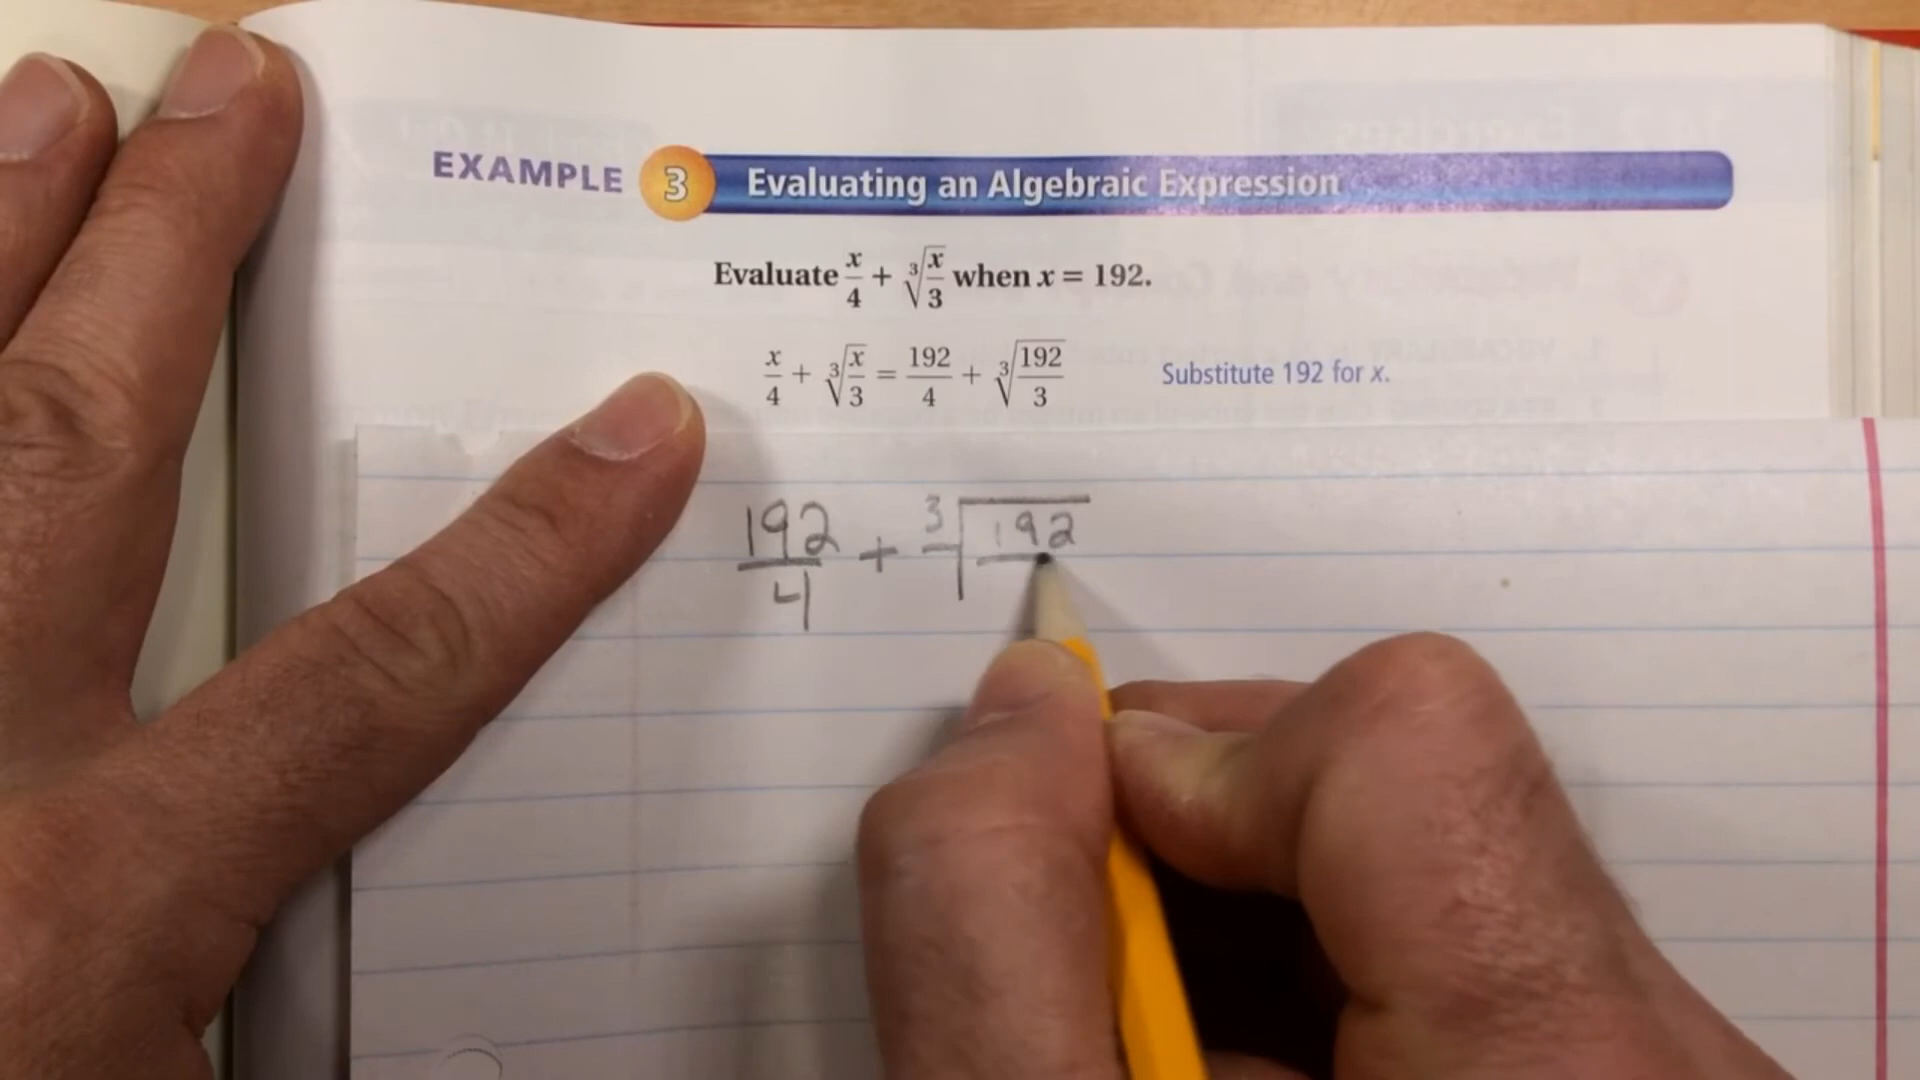 EXAMPLE 3 Evaluating an Algebraic Expression
Evaluate x/4 + ∛(x/3) when x = 192.
x/4 + ∛(x/3) = 192/4 + ∛(192/3) Substitute 192 for x.
192/4 + ∛(192